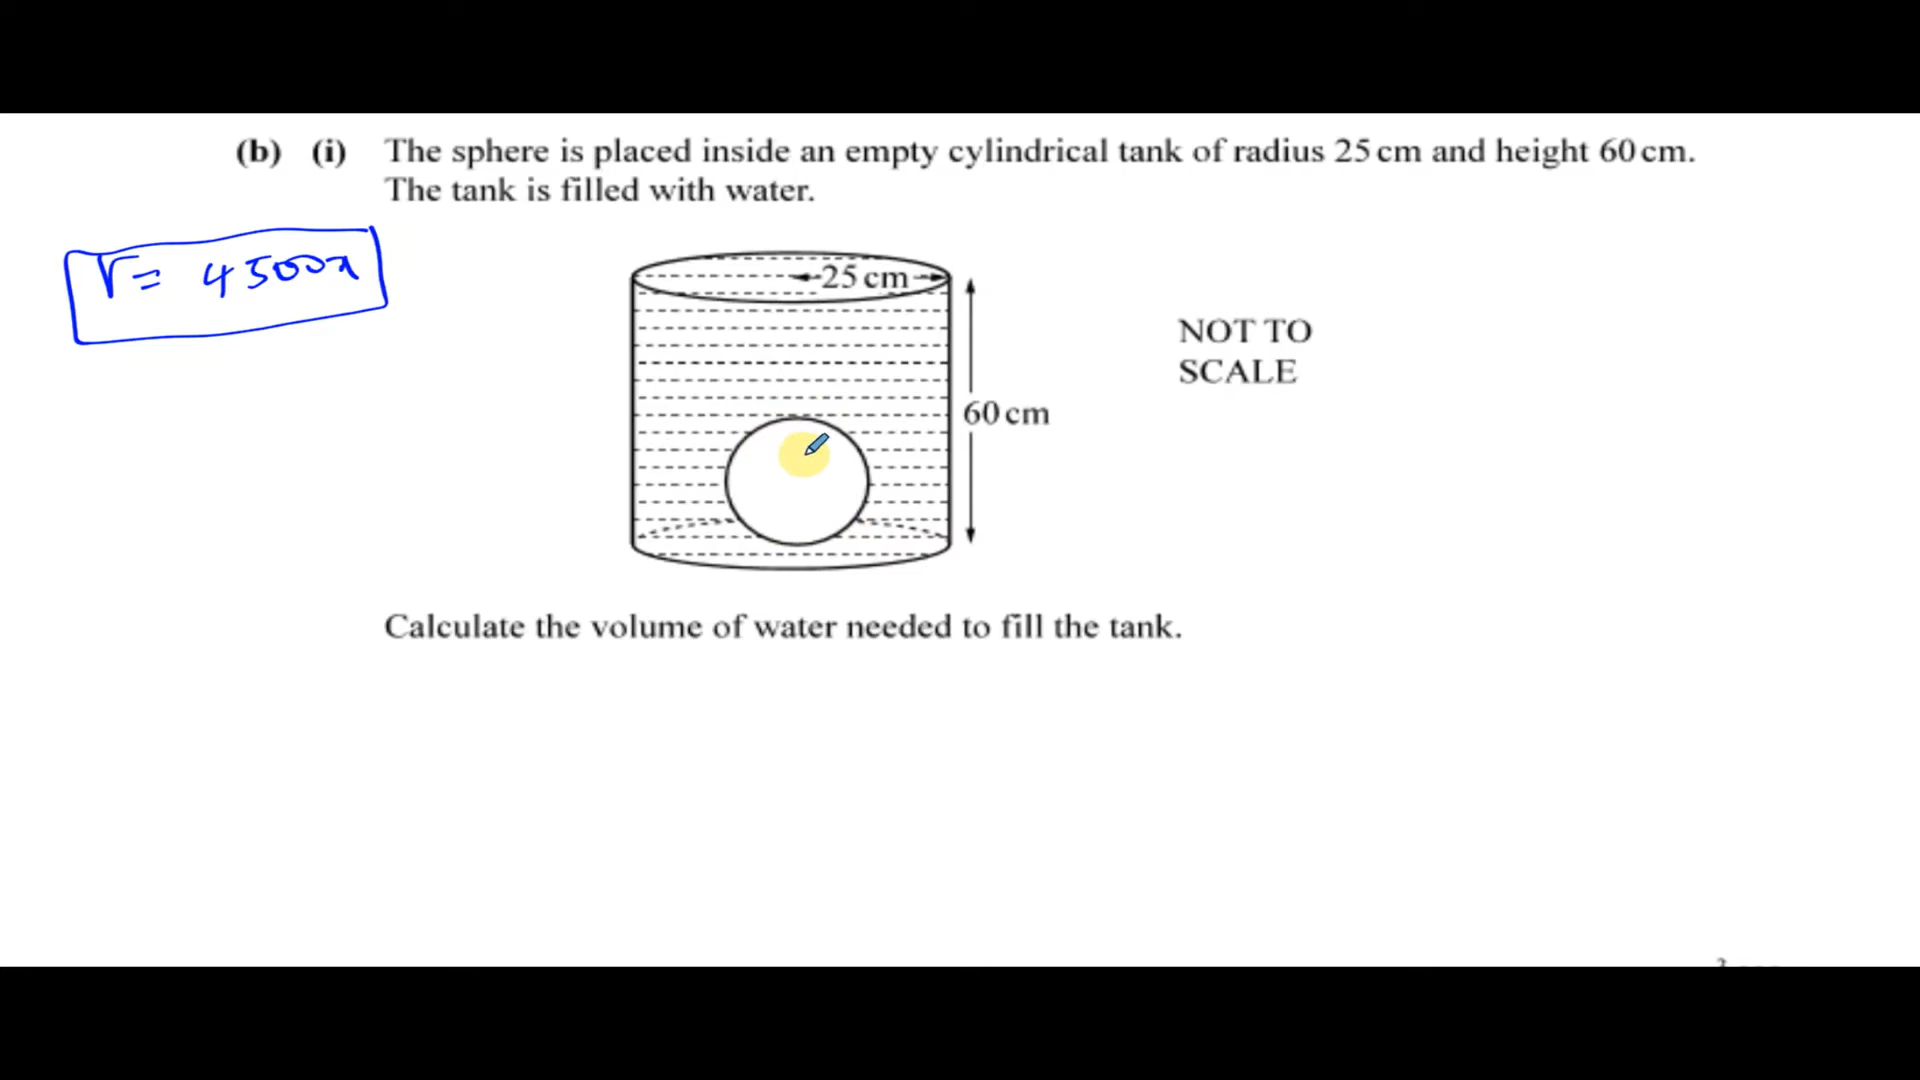 (b) (i) The sphere is placed inside an empty cylindrical tank of radius 25 cm and height 60 cm.
The tank is filled with water.
V= 4500π
25 cm
NOT TO
SCALE
60 cm
Calculate the volume of water needed to fill the tank.